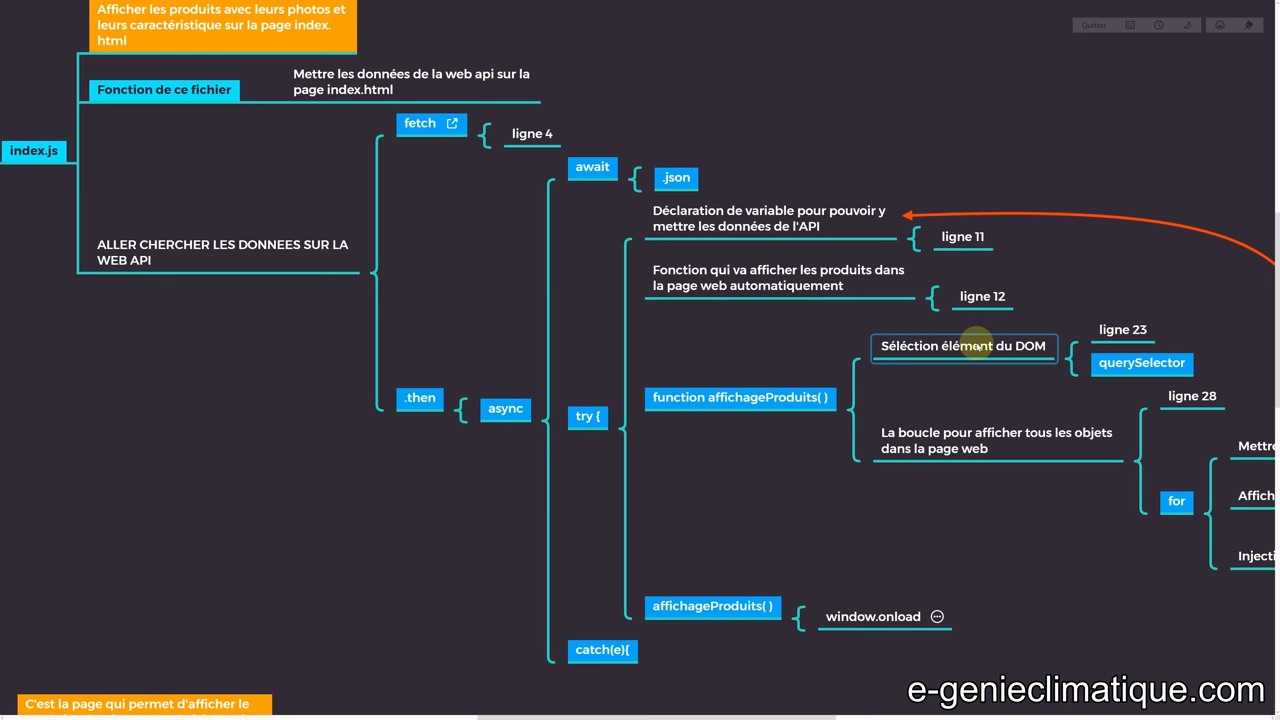 Afficher les produits avec leurs photos et
leurs caractéristique sur la page index.
html
Quitter
Fonction de ce fichier
Mettre les données de la web api sur la
page index.html
index.js
fetch
ligne 4
await
.json
Déclaration de variable pour pouvoir y
mettre les données de l'API
ligne 11
ALLER CHERCHER LES DONNEES SUR LA
WEB API
Fonction qui va afficher les produits dans
la page web automatiquement
ligne 12
Séléction élément du DOM
ligne 23
querySelector
.then
async
try {
function affichageProduits( )
La boucle pour afficher tous les objets
dans la page web
ligne 28
for
Mettre
Affich
Injecti
affichageProduits( )
window.onload
catch(e){
C'est la page qui permet d'afficher le
e-genieclimatique.com